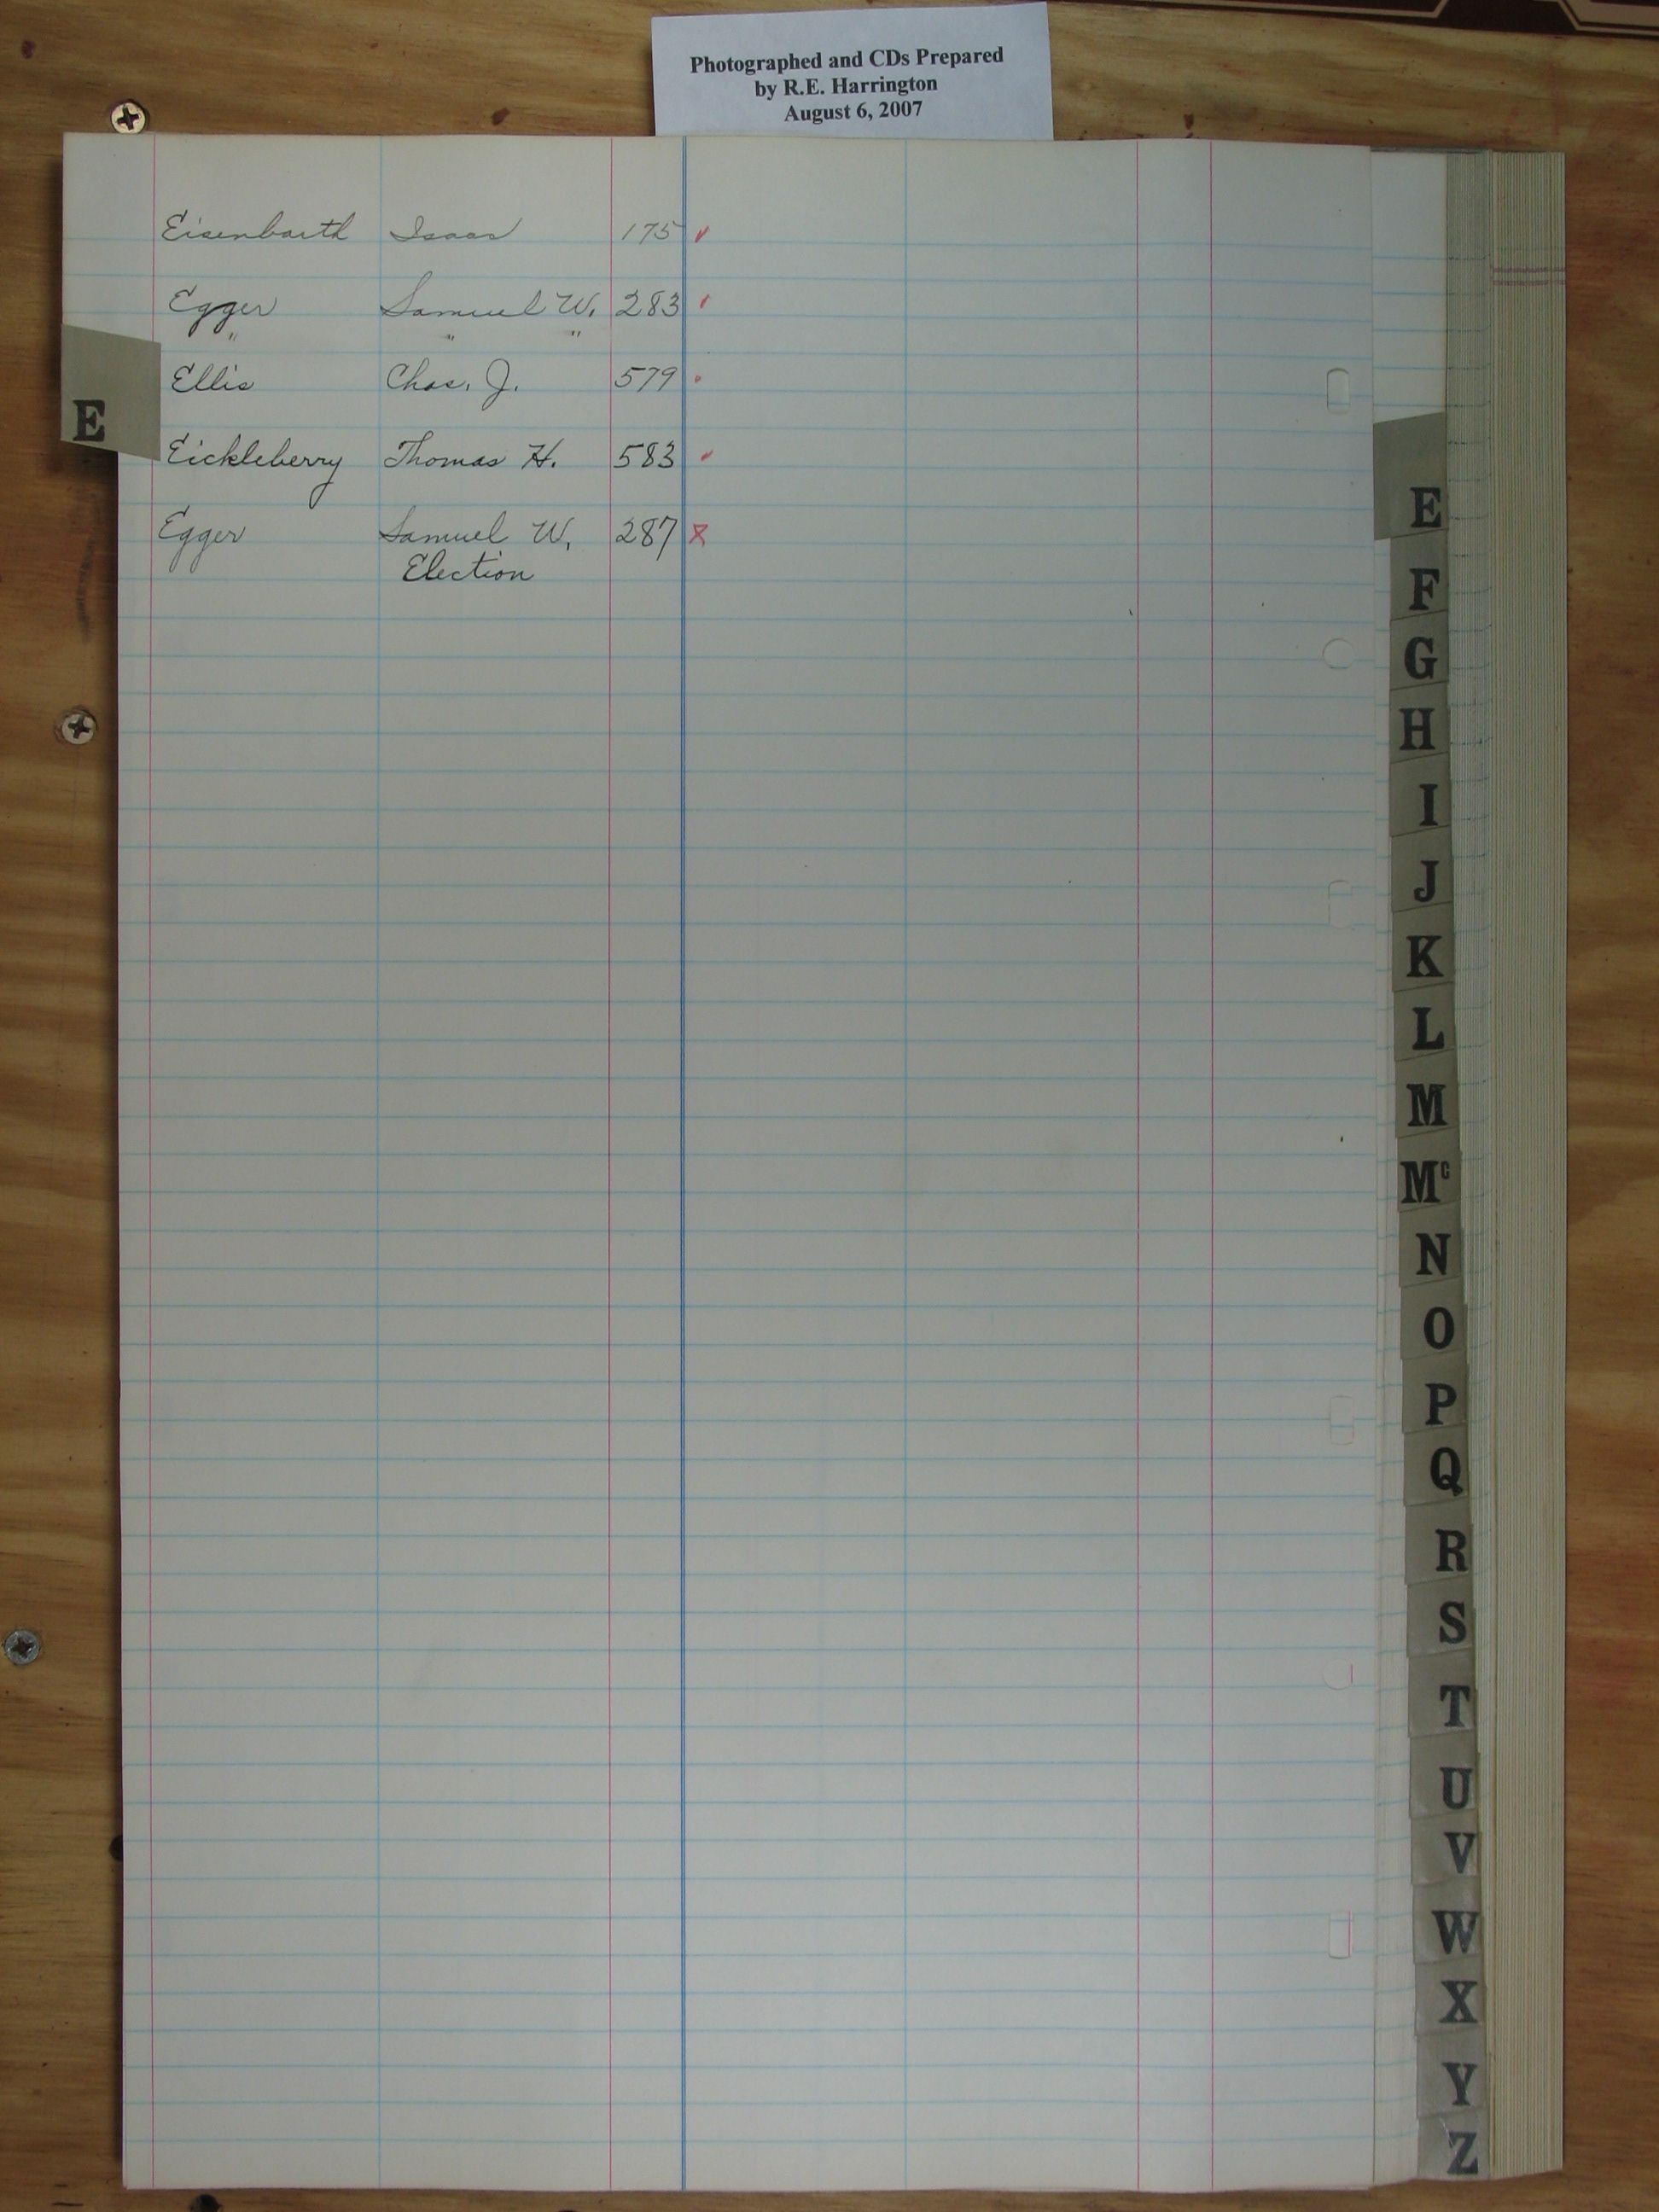 Photographed and CDs Prepared
by R.E. Harrington
August 6, 2007
Eisenbarth Isaac 175
Egger Samuel W. 283
" " "
Ellis Chas. J. 579
E
Eickleberry Thomas H. 583
Egger Samuel W. 287
Election
E
F
G
H
I
J
K
L
M
Mc
N
O
P
Q
R
S
T
U
V
W
X
Y
Z